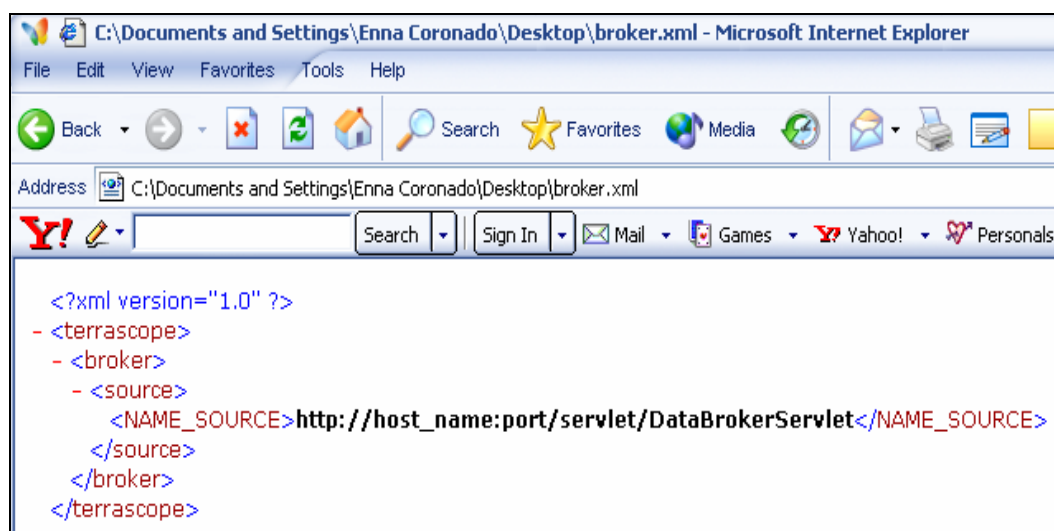 C:\Documents and Settings\Enna Coronado\Desktop\broker.xml - Microsoft Internet Explorer
File Edit View Favorites Tools Help
Back Search Favorites Media
Address C:\Documents and Settings\Enna Coronado\Desktop\broker.xml
Y! Search Sign In Mail Games Y? Yahoo! Personals
<?xml version="1.0" ?>
- <terrascope>
- <broker>
- <source>
<NAME_SOURCE>http://host_name:port/servlet/DataBrokerServlet</NAME_SOURCE>
</source>
</broker>
</terrascope>